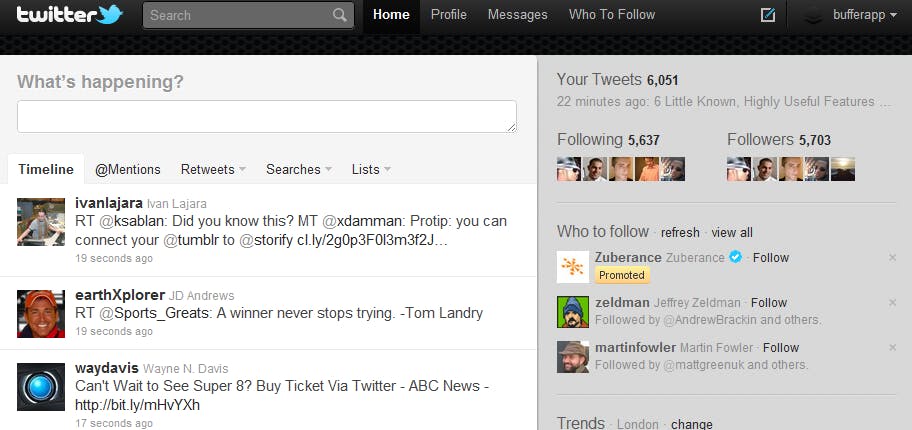 twitter
Search
Home
Profile
Messages
Who To Follow
bufferapp
What's happening?
Timeline
@Mentions
Retweets
Searches
Lists
ivanlajara Ivan Lajara
RT @ksablan: Did you know this? MT @xdamman: Protip: you can
connect your @tumblr to @storify cl.ly/2g0p3F0l3m3f2J...
19 seconds ago
earthXplorer JD Andrews
RT @Sports_Greats: A winner never stops trying. -Tom Landry
19 seconds ago
waydavis Wayne N. Davis
Can't Wait to See Super 8? Buy Ticket Via Twitter - ABC News -
http://bit.ly/mHvYXh
17 seconds ago
Your Tweets 6,051
22 minutes ago: 6 Little Known, Highly Useful Features ...
Following 5,637
Followers 5,703
Who to follow · refresh · view all
Zuberance Zuberance · Follow
Promoted
zeldman Jeffrey Zeldman · Follow
Followed by @AndrewBrackin and others.
martinfowler Martin Fowler · Follow
Followed by @mattgreenuk and others.
Trends · London · change